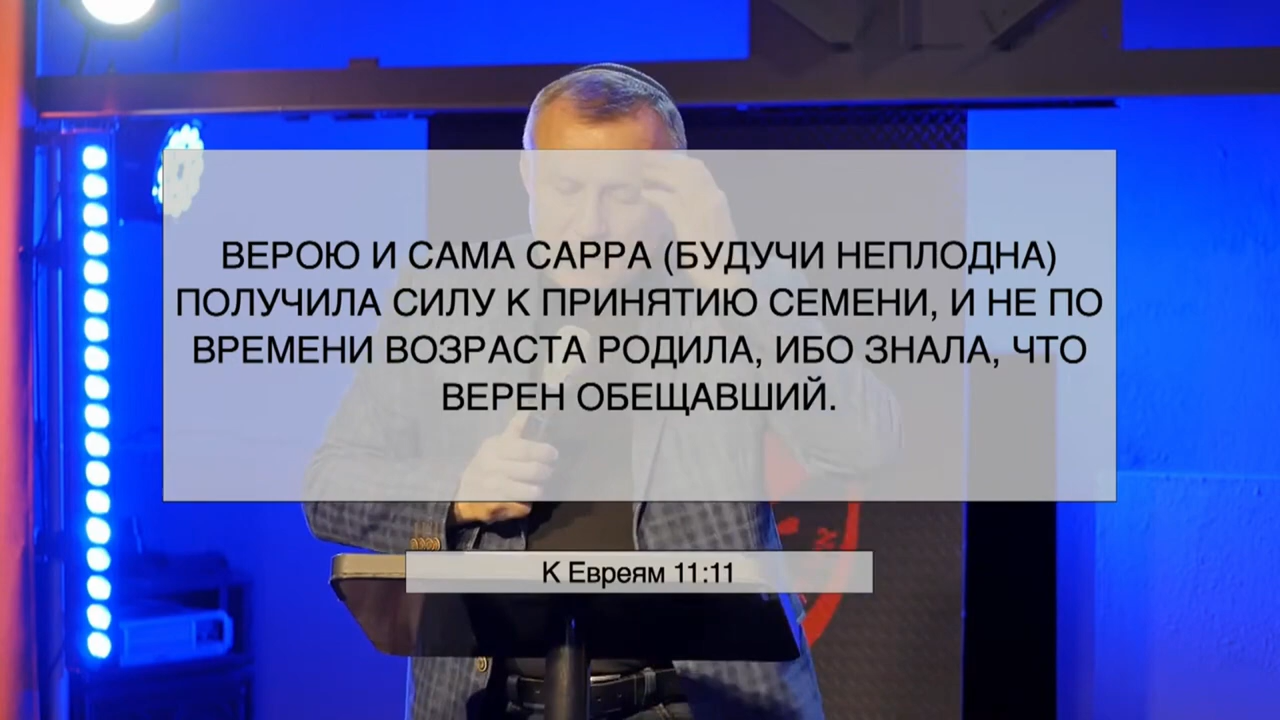 ВЕРОЮ И САМА САРРА (БУДУЧИ НЕПЛОДНА)
ПОЛУЧИЛА СИЛУ К ПРИНЯТИЮ СЕМЕНИ, И НЕ ПО
ВРЕМЕНИ ВОЗРАСТА РОДИЛА, ИБО ЗНАЛА, ЧТО
ВЕРЕН ОБЕЩАВШИЙ.
К Евреям 11:11